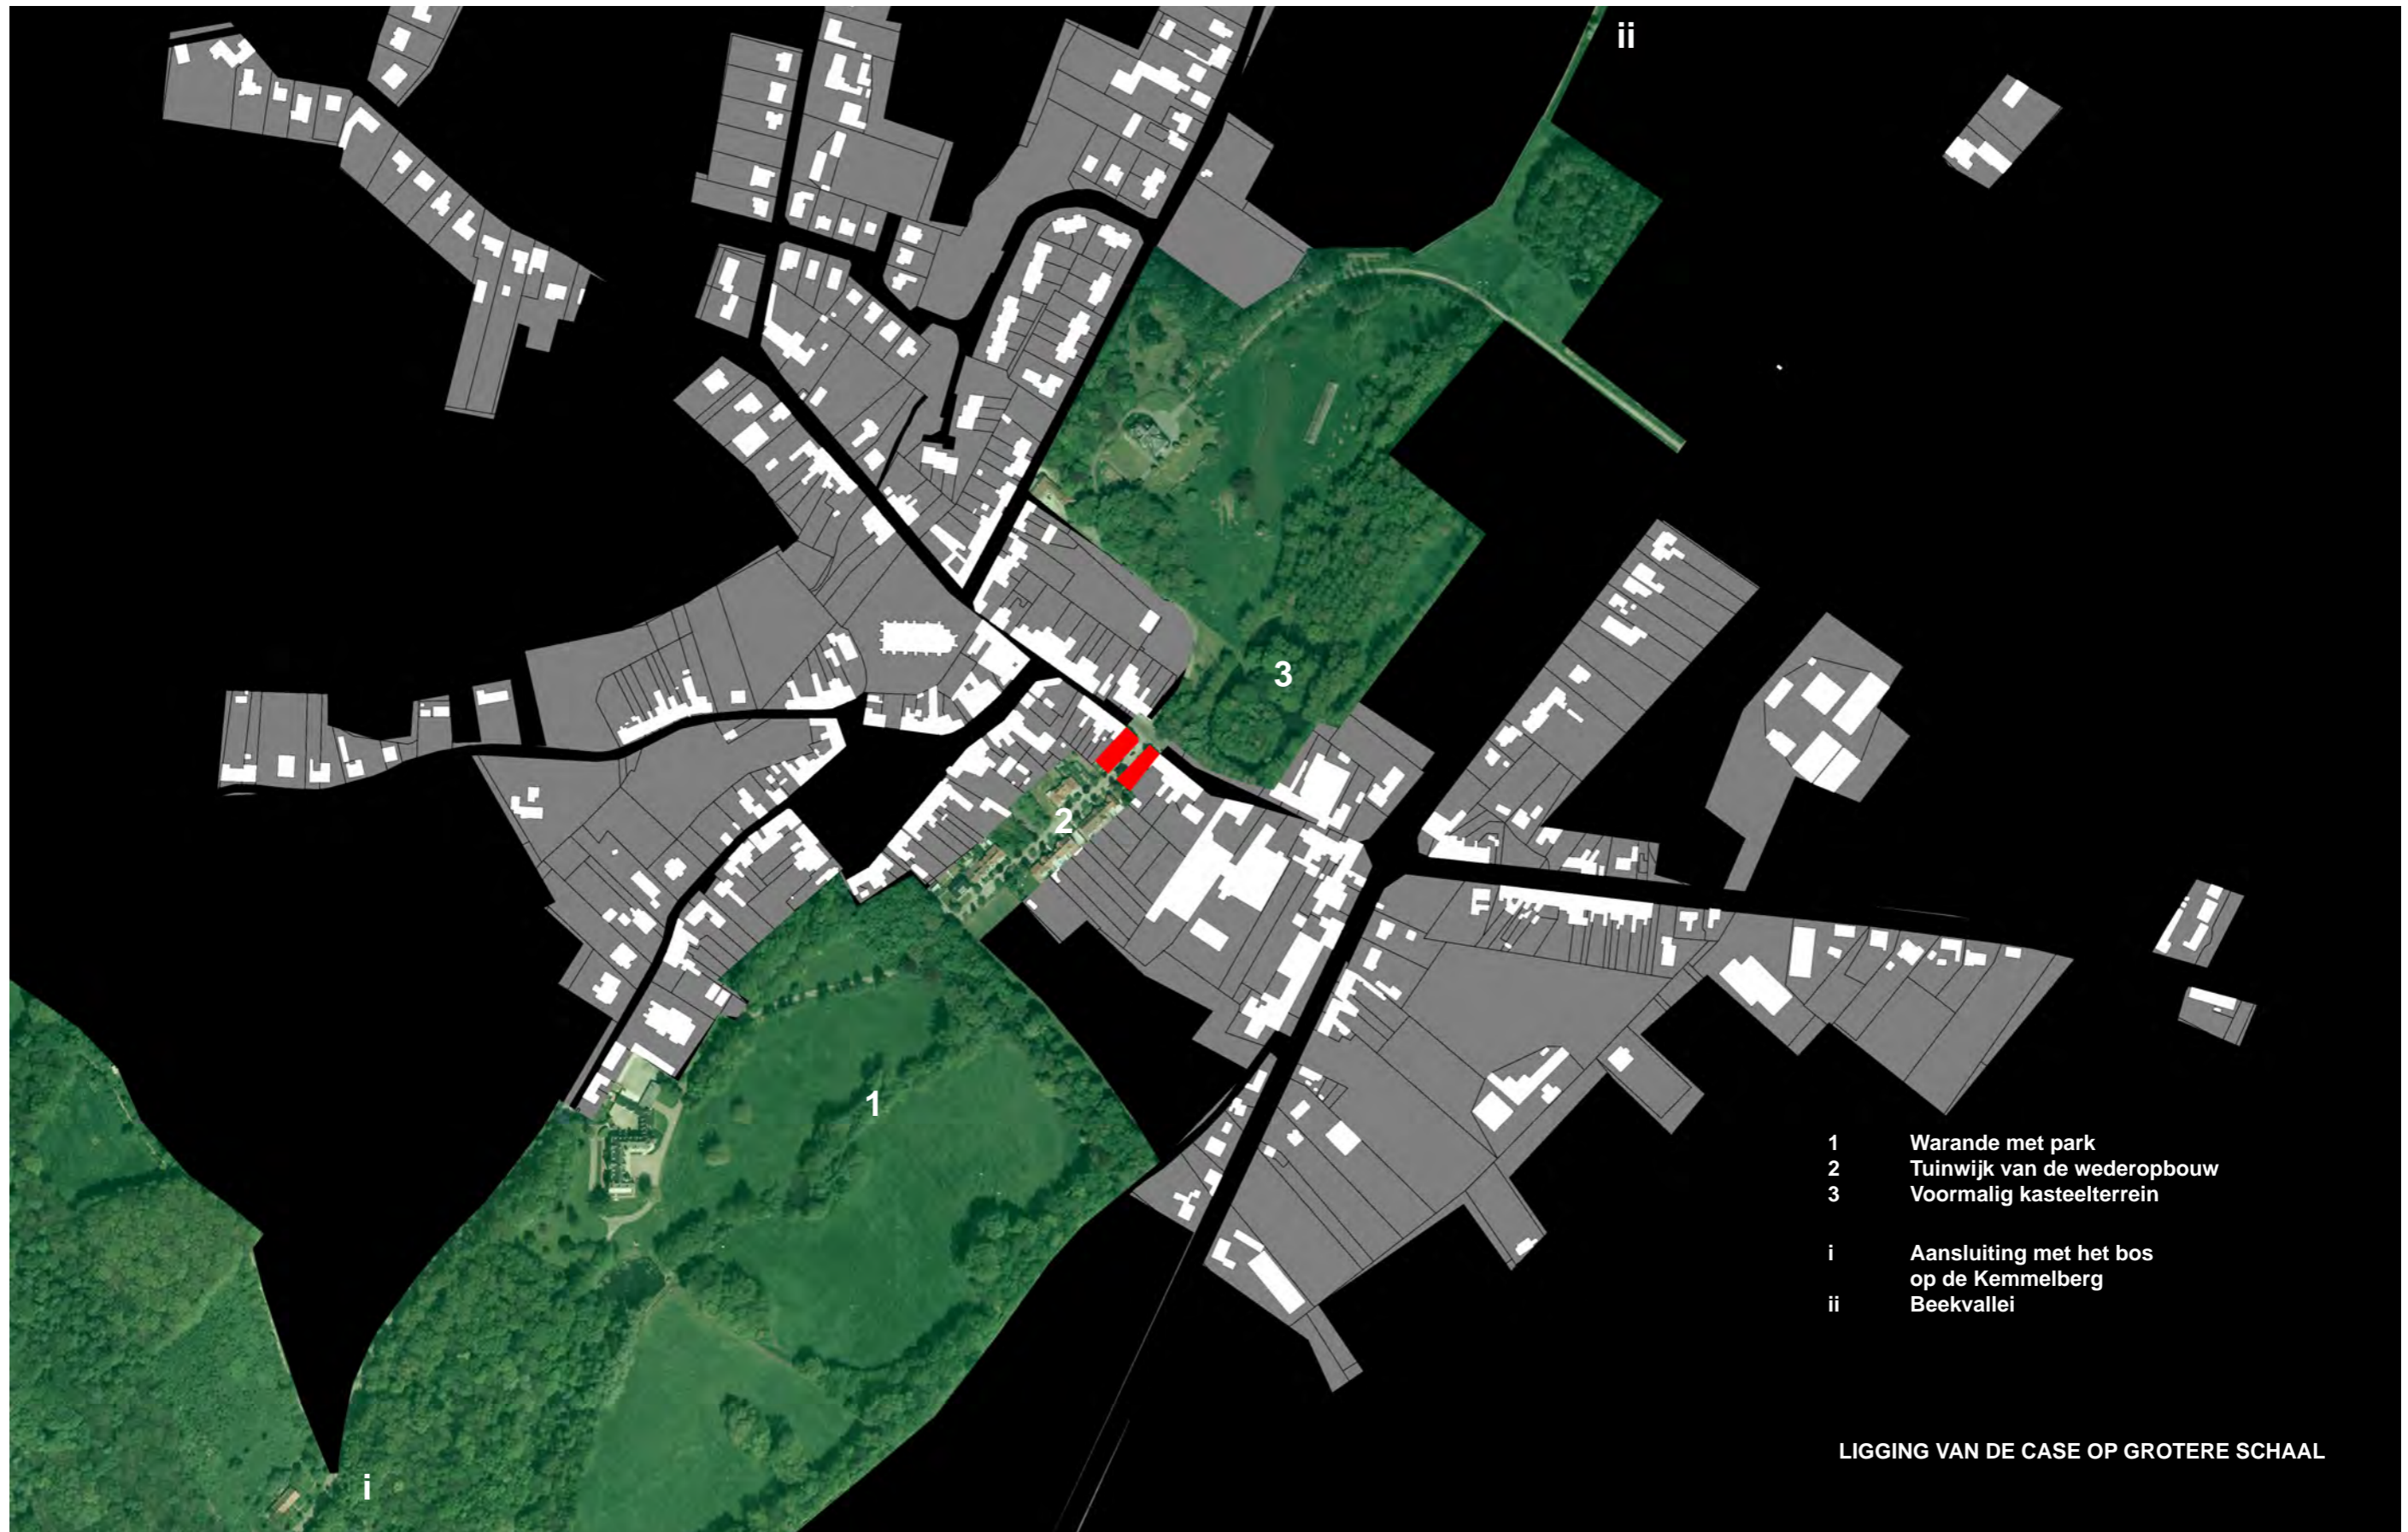 ii
3
2
1
i
1 Warande met park
2 Tuinwijk van de wederopbouw
3 Voormalig kasteelterrein
i Aansluiting met het bos
op de Kemmelberg
ii Beekvallei
LIGGING VAN DE CASE OP GROTERE SCHAAL